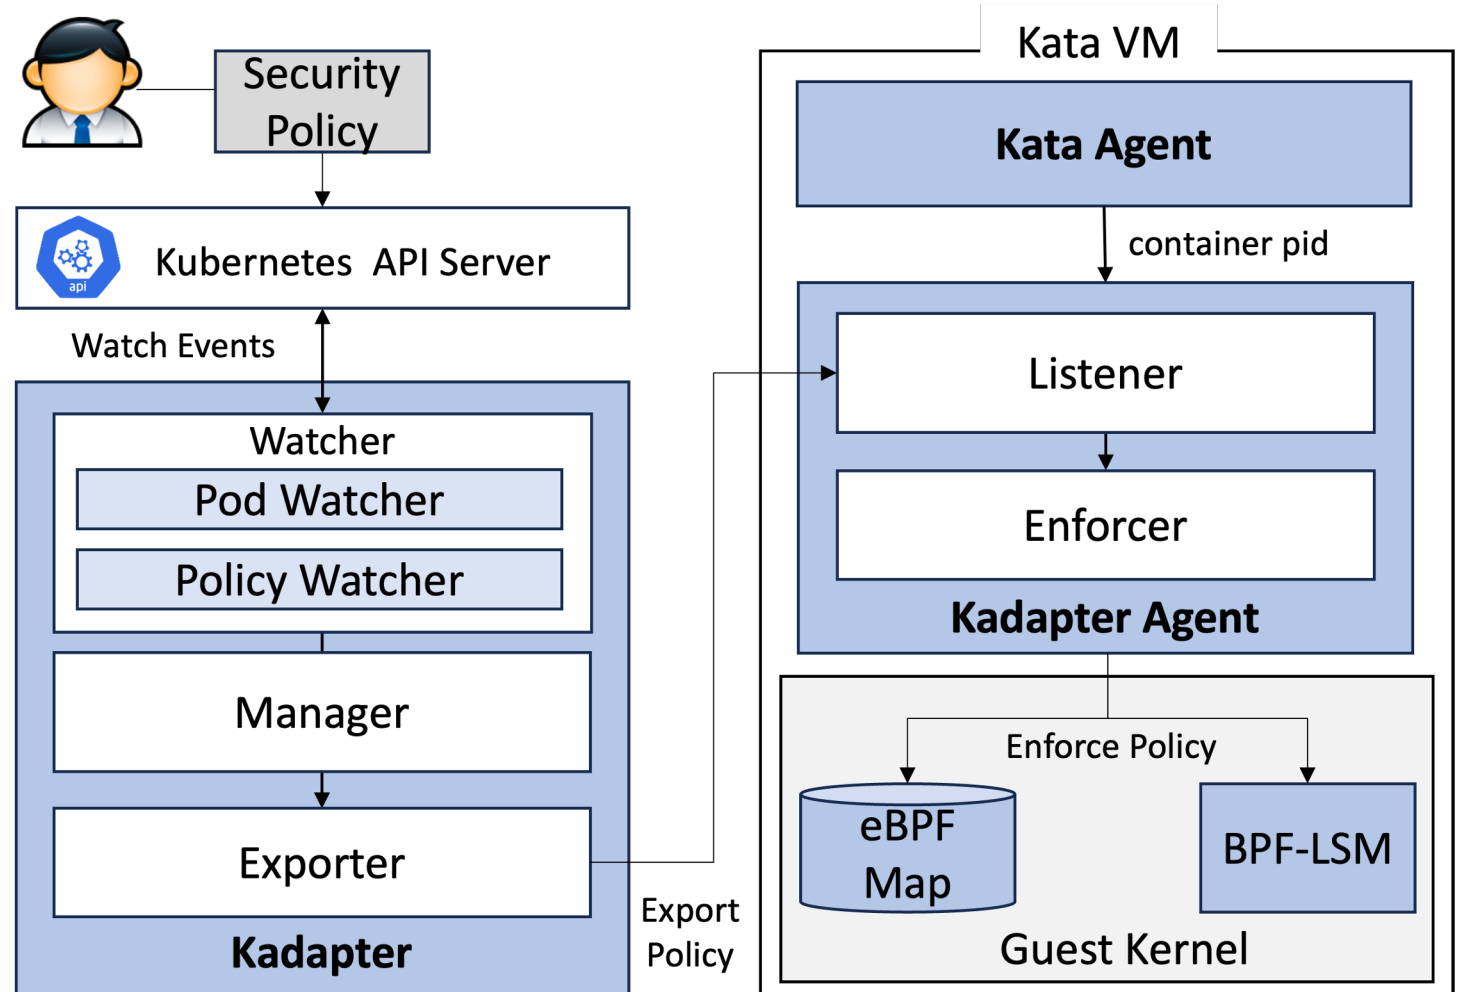 Security
Policy
Kubernetes API Server
api
Watch Events
Watcher
Pod Watcher
Policy Watcher
Manager
Exporter
Kadapter
Export
Policy
Kata VM
Kata Agent
container pid
Listener
Enforcer
Kadapter Agent
Enforce Policy
eBPF
Map
BPF-LSM
Guest Kernel